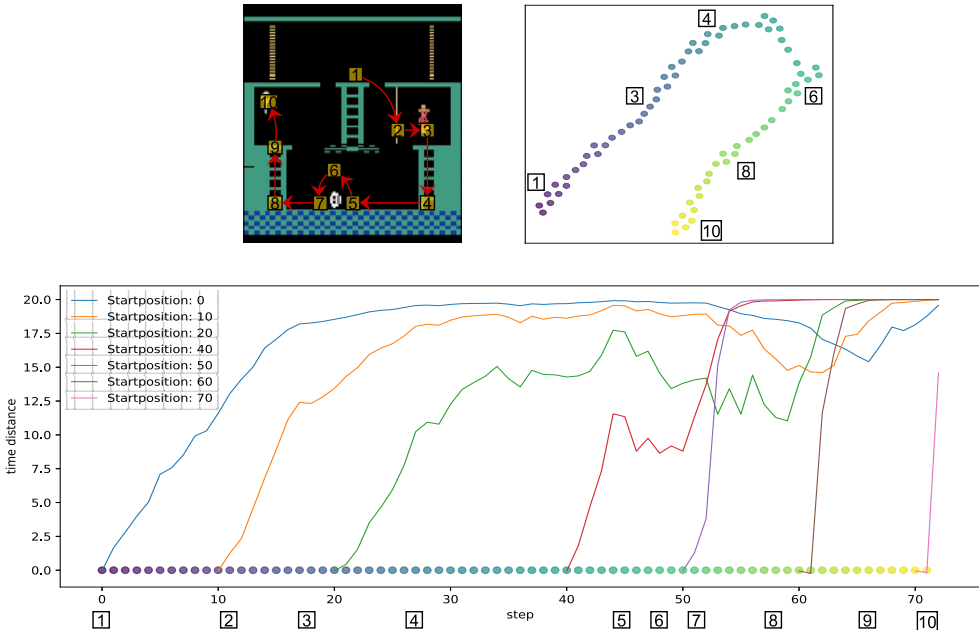 1
2
3
4
5
6
7
8
9
10
1
3
4
6
8
10
Startposition: 0
Startposition: 10
Startposition: 20
Startposition: 40
Startposition: 50
Startposition: 60
Startposition: 70
time distance
20.0
17.5
15.0
12.5
10.0
7.5
5.0
2.5
0.0
0 10 20 30 40 50 60 70
step
1 2 3 4 5 6 7 8 9 10